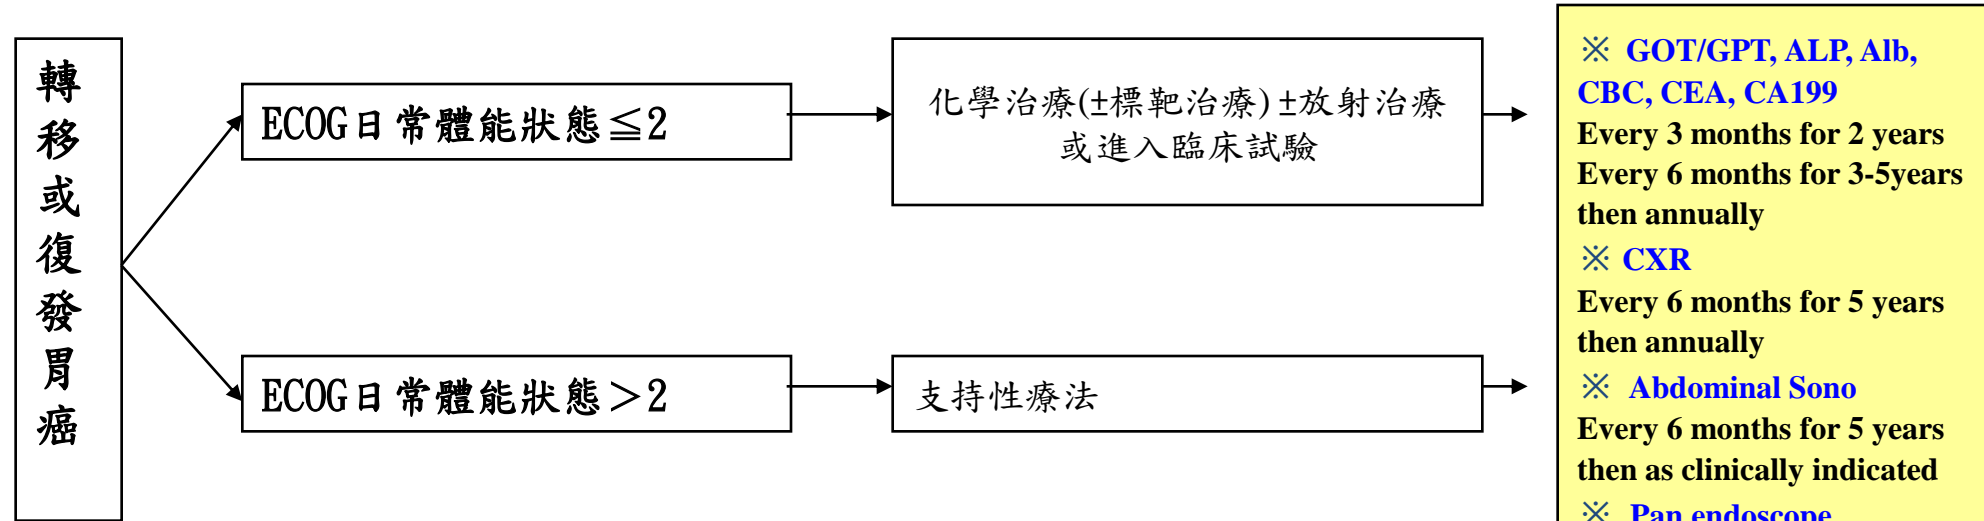 轉移或復發胃癌
ECOG日常體能狀態≦2
化學治療(±標靶治療)±放射治療
或進入臨床試驗
ECOG日常體能狀態＞2
支持性療法
※ GOT/GPT, ALP, Alb,
CBC, CEA, CA199
Every 3 months for 2 years
Every 6 months for 3-5years
then annually
※ CXR
Every 6 months for 5 years
then annually
※ Abdominal Sono
Every 6 months for 5 years
then as clinically indicated
※ Pan endoscope